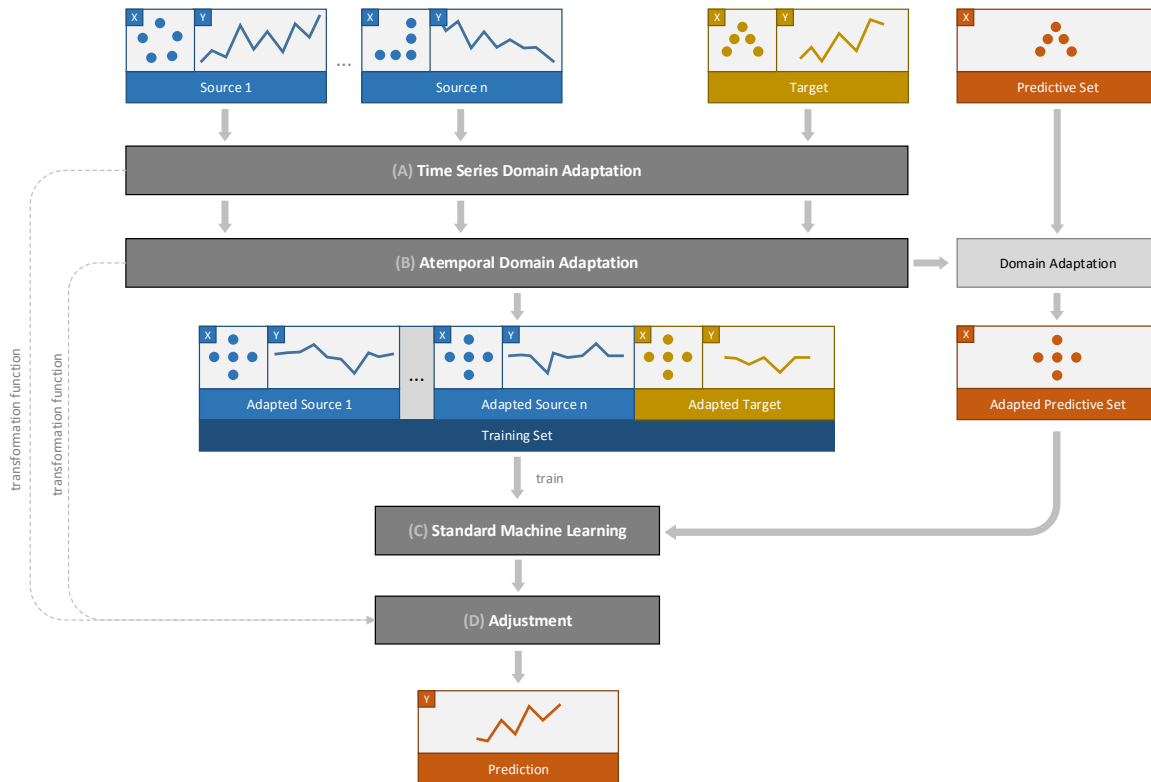 X Y X Y X Y X
...
Source 1 Source n Target Predictive Set
(A) Time Series Domain Adaptation
(B) Atemporal Domain Adaptation Domain Adaptation
X Y X Y X Y X
...
Adapted Source 1 Adapted Source n Adapted Target Adapted Predictive Set
Training Set
transformation function
transformation function
train
(C) Standard Machine Learning
(D) Adjustment
Y
Prediction